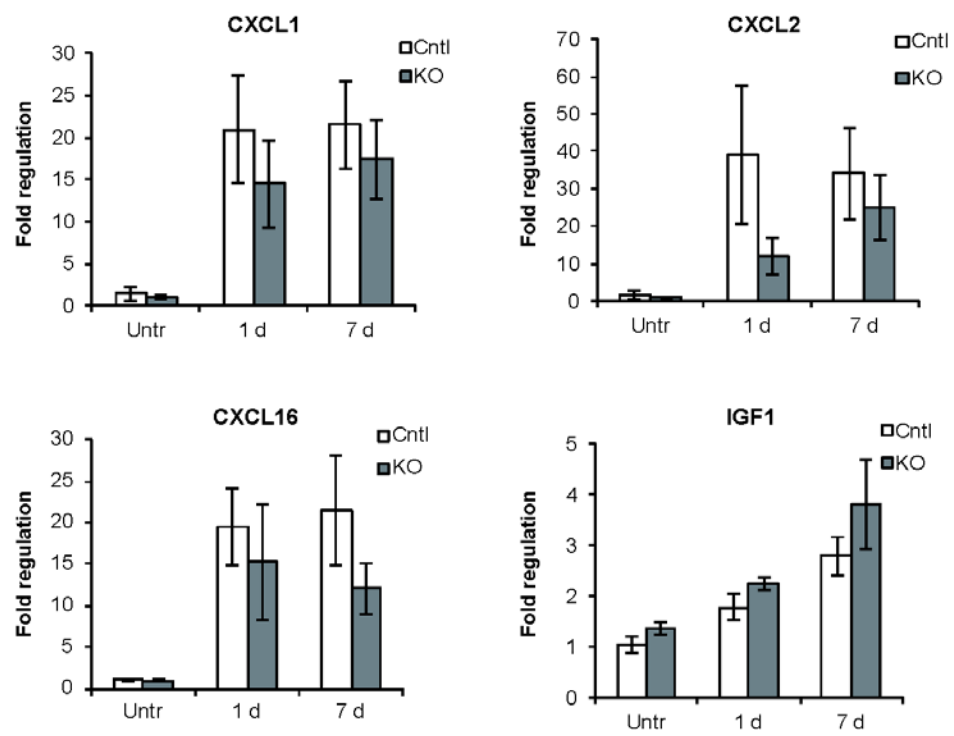 CXCL1
Cntl
KO
Fold regulation
30
25
20
15
10
5
0
Untr 1 d 7 d
CXCL2
Cntl
KO
Fold regulation
70
60
50
40
30
20
10
0
Untr 1 d 7 d
CXCL16
Cntl
KO
Fold regulation
30
25
20
15
10
5
0
Untr 1 d 7 d
IGF1
Cntl
KO
Fold regulation
5
4
3
2
1
0
Untr 1 d 7 d